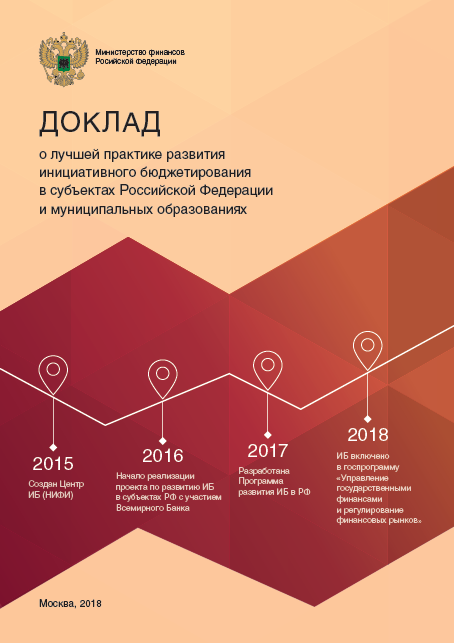 Министерство финансов
Российской Федерации
ДОКЛАД
о лучшей практике развития
инициативного бюджетирования
в субъектах Российской Федерации
и муниципальных образованиях
2015
Создан Центр
ИБ (НИФИ)
2016
Начало реализации
проекта по развитию ИБ
в субъектах РФ с участием
Всемирного Банка
2017
Разработана
Программа
развития ИБ в РФ
2018
ИБ включено
в госпрограмму
«Управление
государственными
финансами
и регулирование
финансовых рынков»
Москва, 2018